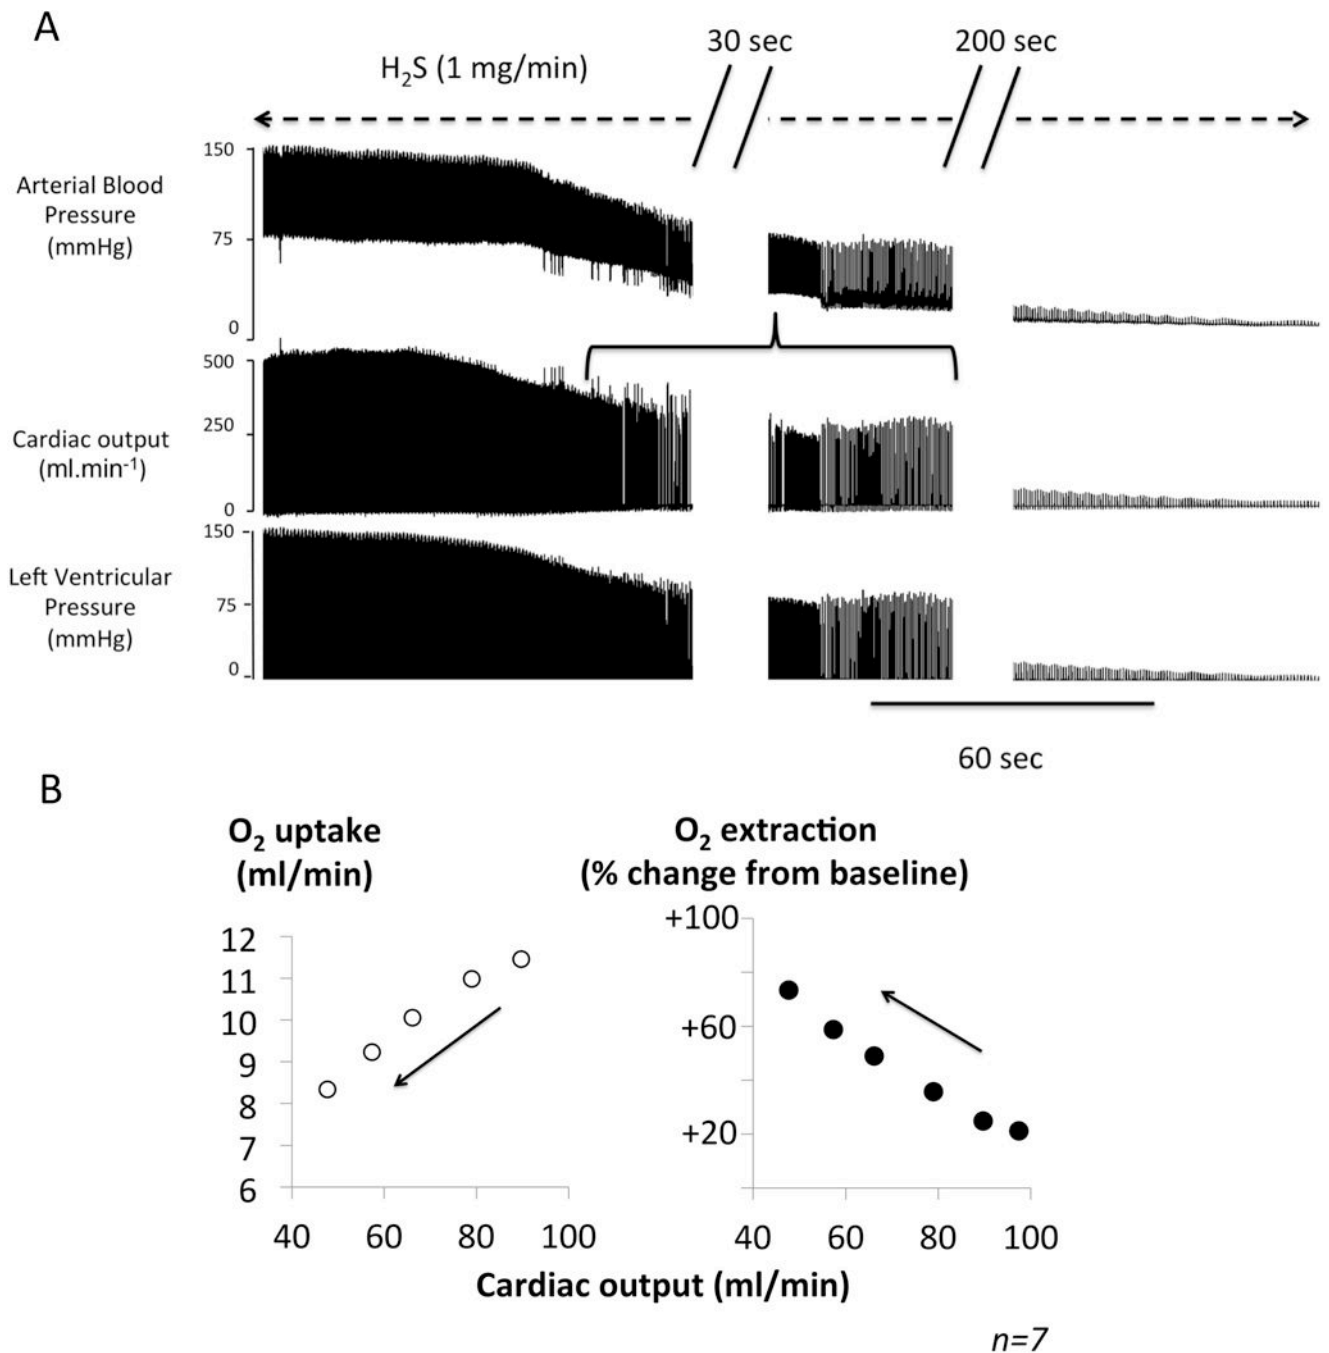 A
30 sec
200 sec
H₂S (1 mg/min)
150
Arterial Blood
Pressure
(mmHg)
75
0
500
250
Cardiac output
(ml.min⁻¹)
0
150
Left Ventricular
Pressure
(mmHg)
75
0
60 sec
B
O₂ uptake
(ml/min)
12
11
10
9
8
7
6
40
60
80
100
O₂ extraction
(% change from baseline)
+100
+60
+20
40
60
80
100
Cardiac output (ml/min)
n=7